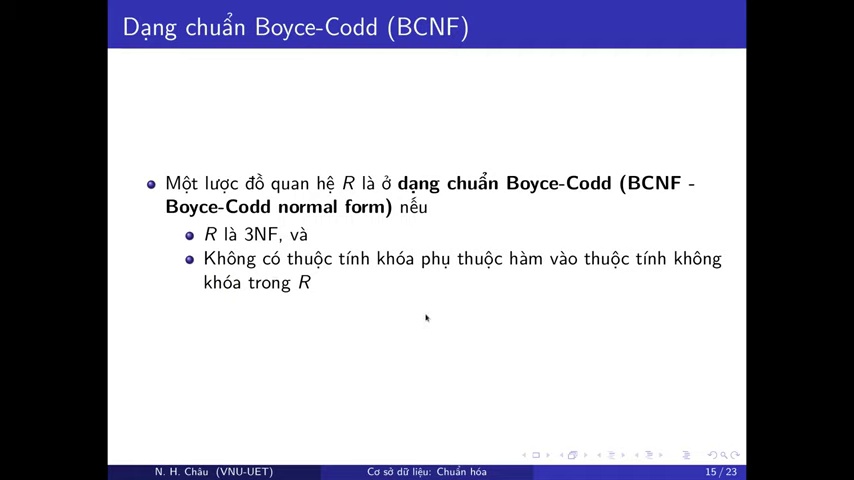 Dạng chuẩn Boyce-Codd (BCNF)
Một lược đồ quan hệ R là ở dạng chuẩn Boyce-Codd (BCNF -
Boyce-Codd normal form) nếu
R là 3NF, và
Không có thuộc tính khóa phụ thuộc hàm vào thuộc tính không
khóa trong R
N. H. Châu (VNU-UET)
Cơ sở dữ liệu: Chuẩn hóa
15 / 23